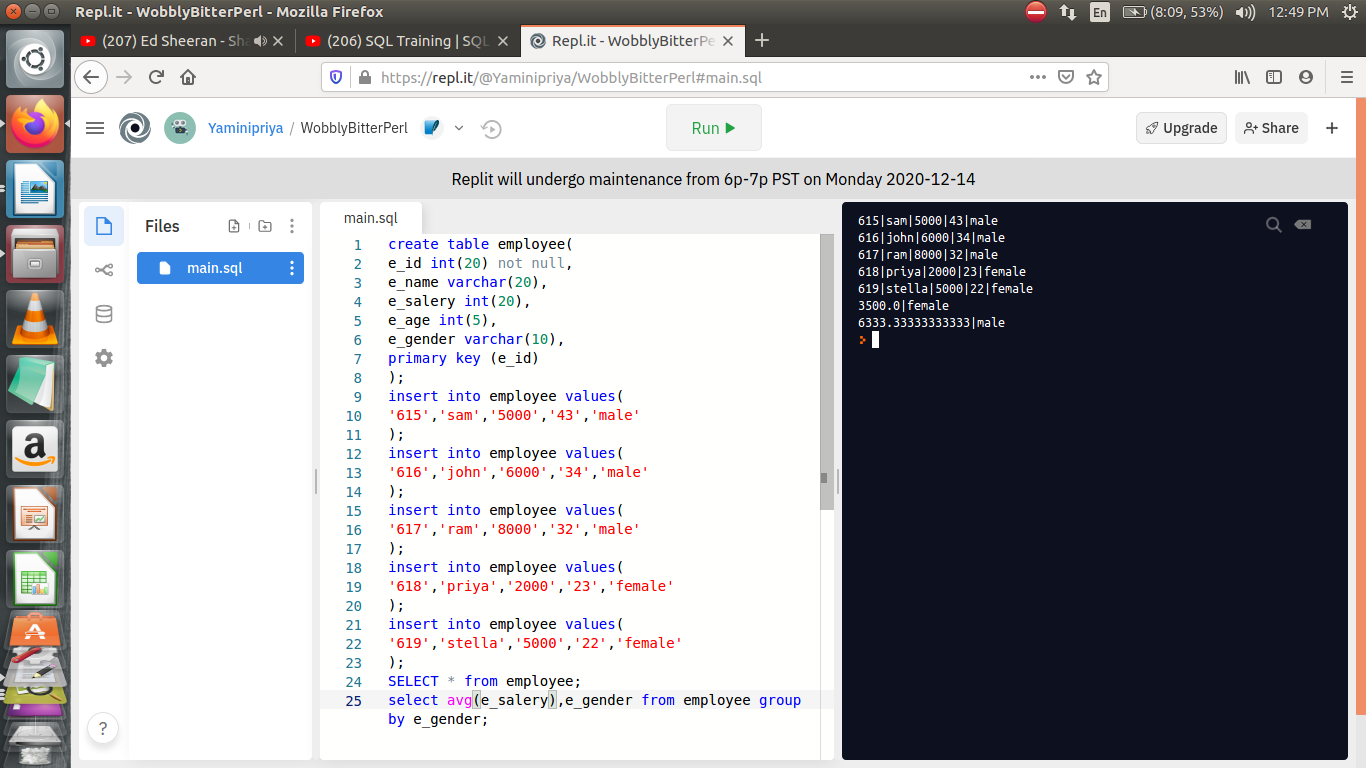 Repl.it - WobblyBitterPerl - Mozilla Firefox
En
(8:09, 53%)
12:49 PM
(207) Ed Sheeran - Sha
(206) SQL Training | SQL
Repl.it - WobblyBitterPe
https://repl.it/@Yaminipriya/WobblyBitterPerl#main.sql
Yaminipriya / WobblyBitterPerl
Run
Upgrade
Share
Replit will undergo maintenance from 6p-7p PST on Monday 2020-12-14
Files
main.sql
main.sql
1 create table employee(
2 e_id int(20) not null,
3 e_name varchar(20),
4 e_salery int(20),
5 e_age int(5),
6 e_gender varchar(10),
7 primary key (e_id)
8 );
9 insert into employee values(
10 '615','sam','5000','43','male'
11 );
12 insert into employee values(
13 '616','john','6000','34','male'
14 );
15 insert into employee values(
16 '617','ram','8000','32','male'
17 );
18 insert into employee values(
19 '618','priya','2000','23','female'
20 );
21 insert into employee values(
22 '619','stella','5000','22','female'
23 );
24 SELECT * from employee;
25 select avg(e_salery),e_gender from employee group
by e_gender;
615|sam|5000|43|male
616|john|6000|34|male
617|ram|8000|32|male
618|priya|2000|23|female
619|stella|5000|22|female
3500.0|female
6333.33333333333|male
?